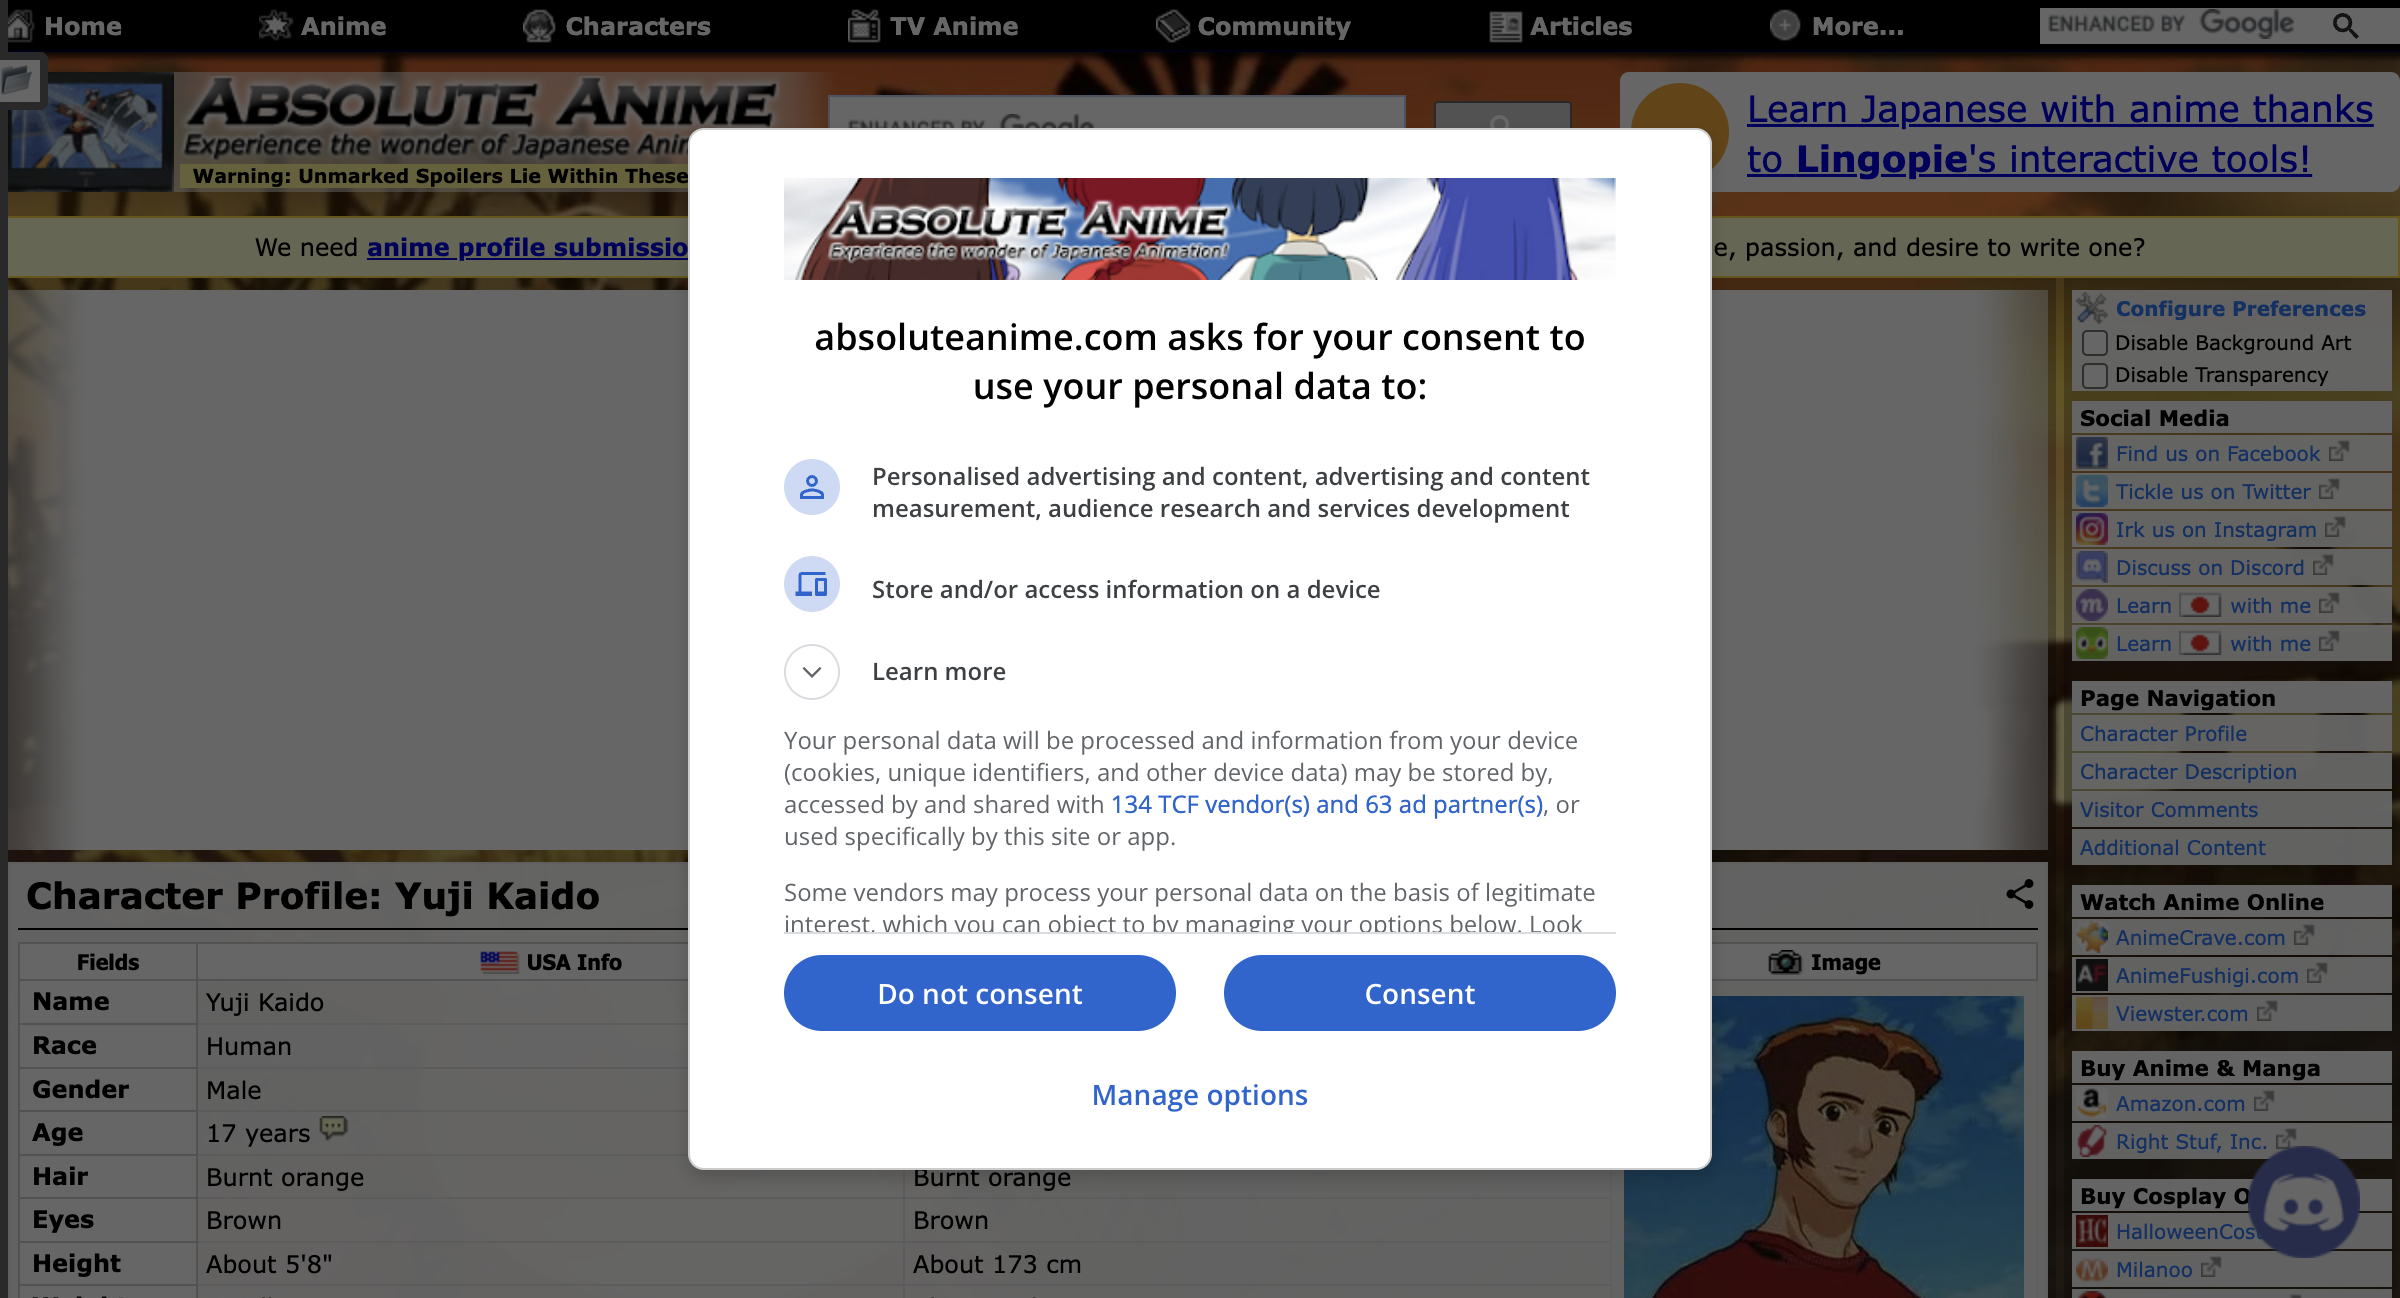 Home
Anime
Characters
TV Anime
Community
Articles
More...
ENHANCED BY Google
ABSOLUTE ANIME
Experience the wonder of Japanese
Warning: Unmarked Spoilers Lie Within These
ENHANCED BY Google
Learn Japanese with anime thanks
to Lingopie's interactive tools!
We need anime profile
passion, and desire to write one?
ABSOLUTE ANIME
Experience the wonder of Japanese Animation!
absoluteanime.com asks for your consent to
use your personal data to:
Personalised advertising and content, advertising and content
measurement, audience research and services development
Store and/or access information on a device
Learn more
Your personal data will be processed and information from your device
(cookies, unique identifiers, and other device data) may be stored by,
accessed by and shared with 134 TCF vendor(s) and 63 ad partner(s), or
used specifically by this site or app.
Some vendors may process your personal data on the basis of legitimate
interest, which you can object to by managing your options below. Look
Do not consent
Consent
Manage options
Character Profile: Yuji Kaido
Fields
USA Info
Image
Name
Yuji Kaido
Race
Human
Gender
Male
Age
17 years
Hair
Burnt orange
Burnt orange
Eyes
Brown
Brown
Height
About 5'8"
About 173 cm
Configure Preferences
Disable Background Art
Disable Transparency
Social Media
Find us on Facebook
Tickle us on Twitter
Irk us on Instagram
Discuss on Discord
Learn with me
Learn with me
Page Navigation
Character Profile
Character Description
Visitor Comments
Additional Content
Watch Anime Online
AnimeCrave.com
AF AnimeFushigi.com
Viewster.com
Buy Anime & Manga
Amazon.com
Right Stuf, Inc.
Buy Cosplay
HC
Milanoo